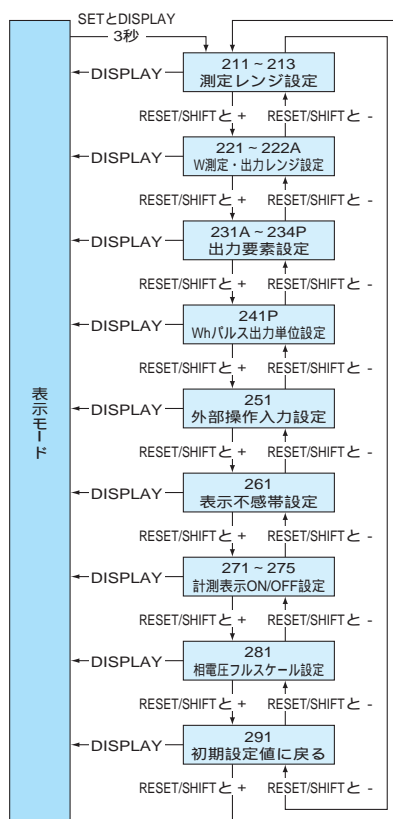 SETとDISPLAY
3秒
211~213
測定レンジ設定
DISPLAY
RESET/SHIFTと + RESET/SHIFTと -
221~222A
W測定・出力レンジ設定
DISPLAY
RESET/SHIFTと + RESET/SHIFTと -
231A~234P
出力要素設定
DISPLAY
RESET/SHIFTと + RESET/SHIFTと -
241P
Whパルス出力単位設定
DISPLAY
RESET/SHIFTと + RESET/SHIFTと -
表示モード
251
外部操作入力設定
DISPLAY
RESET/SHIFTと + RESET/SHIFTと -
261
表示不感帯設定
DISPLAY
RESET/SHIFTと + RESET/SHIFTと -
271~275
計測表示ON/OFF設定
DISPLAY
RESET/SHIFTと + RESET/SHIFTと -
281
相電圧フルスケール設定
DISPLAY
RESET/SHIFTと + RESET/SHIFTと -
291
初期設定値に戻る
DISPLAY
RESET/SHIFTと + RESET/SHIFTと -